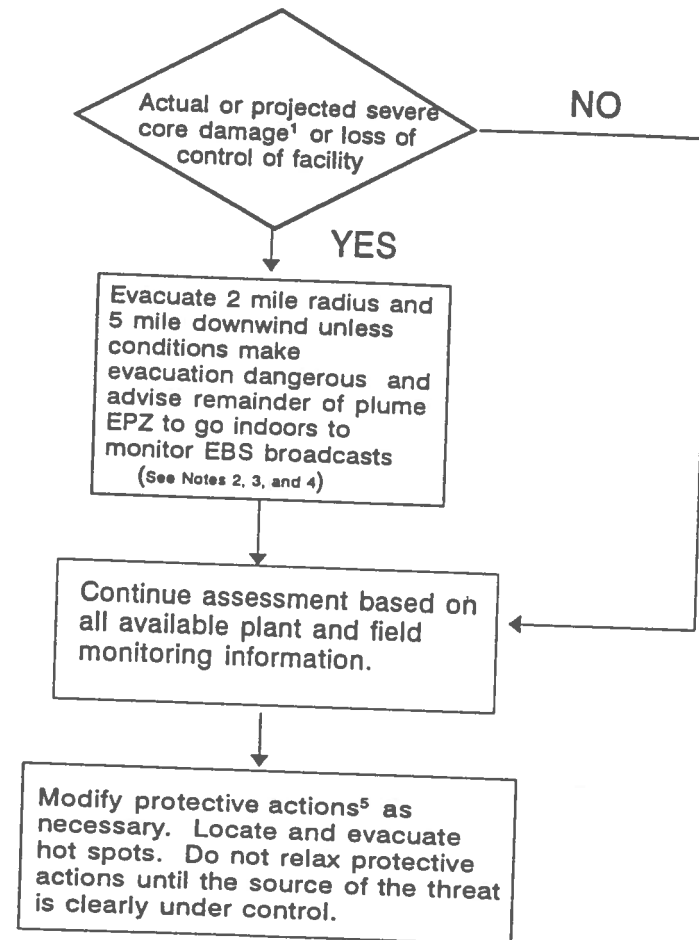 Actual or projected severe
core damage¹ or loss of
control of facility
NO
YES
Evacuate 2 mile radius and
5 mile downwind unless
conditions make
evacuation dangerous and
advise remainder of plume
EPZ to go indoors to
monitor EBS broadcasts
(See Notes 2, 3, and 4)
Continue assessment based on
all available plant and field
monitoring information.
Modify protective actions⁵ as
necessary. Locate and evacuate
hot spots. Do not relax protective
actions until the source of the threat
is clearly under control.